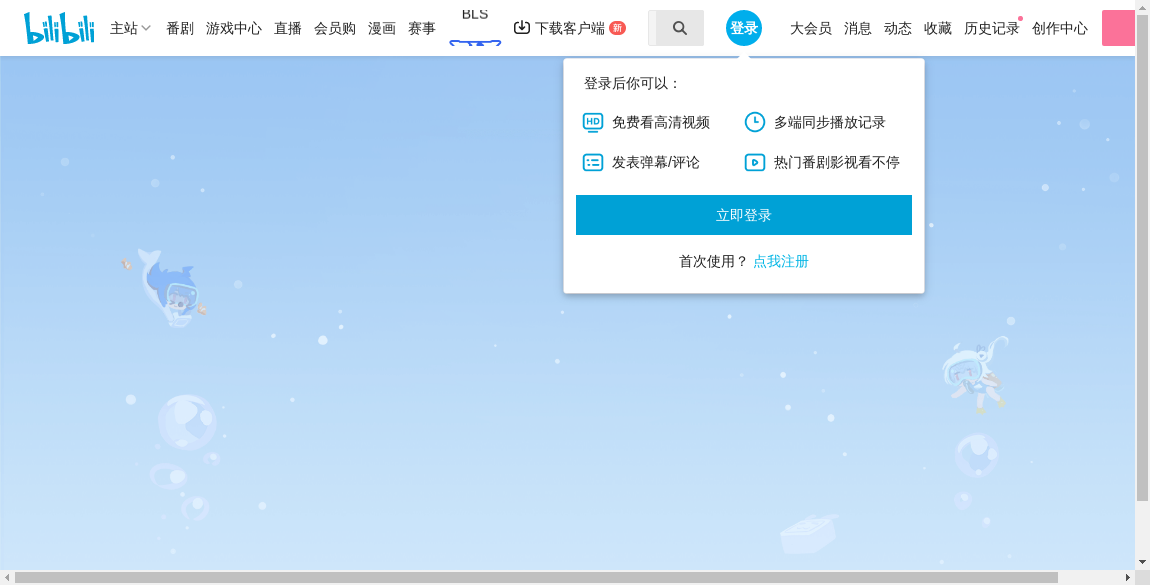 bilibili 主站 番剧 游戏中心 直播 会员购 漫画 赛事 BLS 下载客户端 新 登录 大会员 消息 动态 收藏 历史记录 创作中心
登录后你可以：
HD 免费看高清视频 多端同步播放记录
发表弹幕/评论 热门番剧影视看不停
立即登录
首次使用？ 点我注册